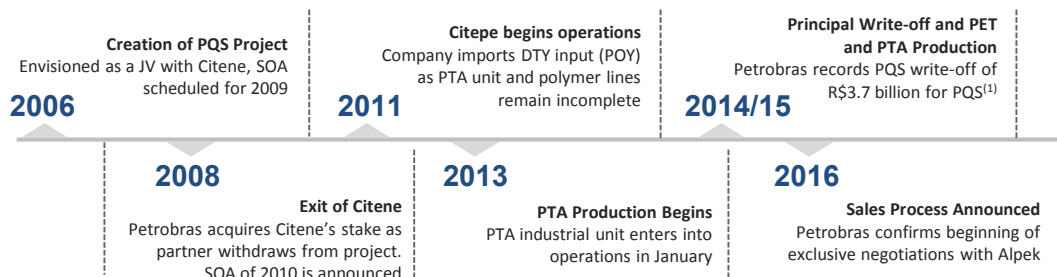 Creation of PQS Project
Envisioned as a JV with Citene, SOA
scheduled for 2009
2006
Citepe begins operations
Company imports DTY input (POY)
as PTA unit and polymer lines
remain incomplete
2011
Principal Write-off and PET
and PTA Production
Petrobras records PQS write-off of
R$3.7 billion for PQS(1)
2014/15
2008
Exit of Citene
Petrobras acquires Citene's stake as
partner withdraws from project.
SOA of 2010 is announced
2013
PTA Production Begins
PTA industrial unit enters into
operations in January
2016
Sales Process Announced
Petrobras confirms beginning of
exclusive negotiations with Alpek